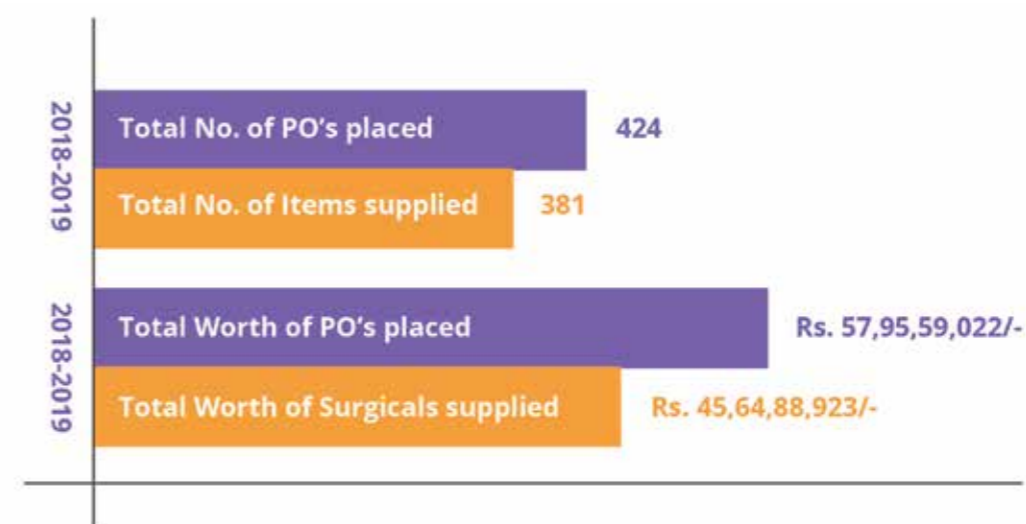 2018-2019
Total No. of PO’s placed 424
Total No. of Items supplied 381
2018-2019
Total Worth of PO’s placed Rs. 57,95,59,022/-
Total Worth of Surgicals supplied Rs. 45,64,88,923/-